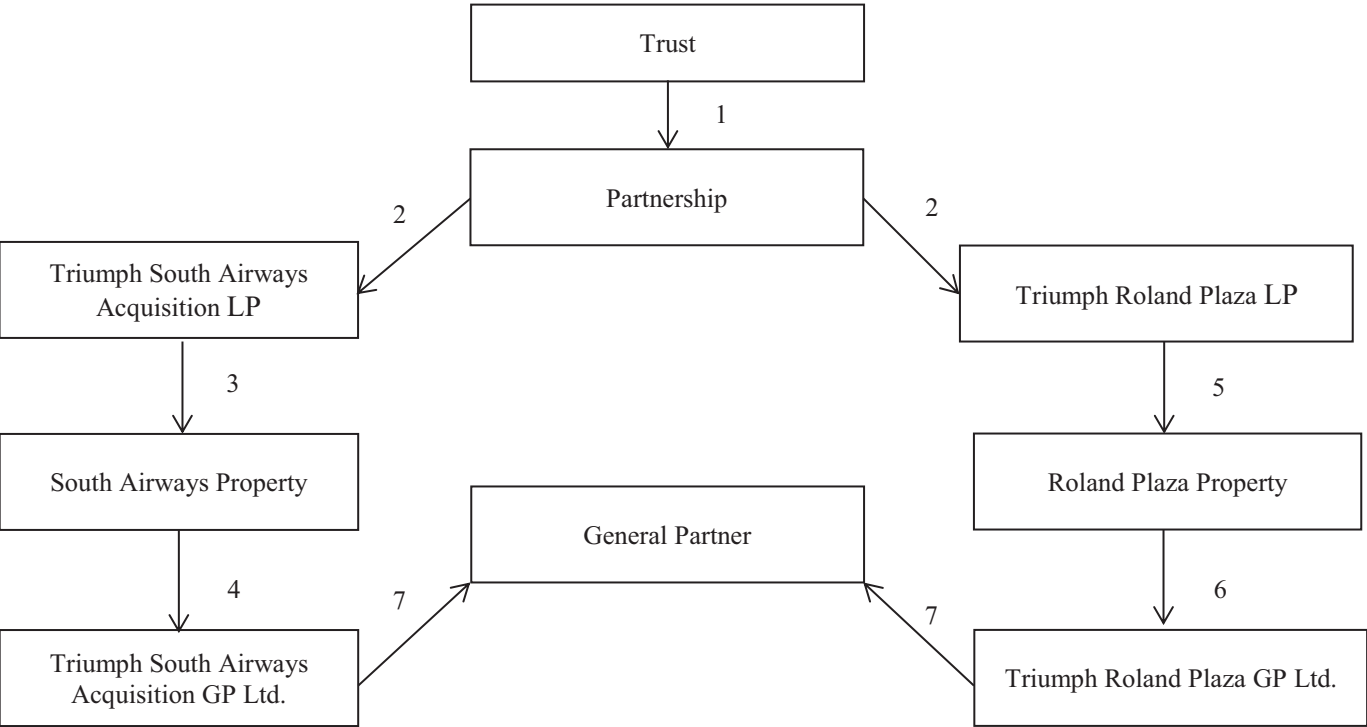 Trust
1
Partnership
2
2
Triumph South Airways
Acquisition LP
Triumph Roland Plaza LP
3
5
South Airways Property
Roland Plaza Property
General Partner
4
6
7
7
Triumph South Airways
Acquisition GP Ltd.
Triumph Roland Plaza GP Ltd.